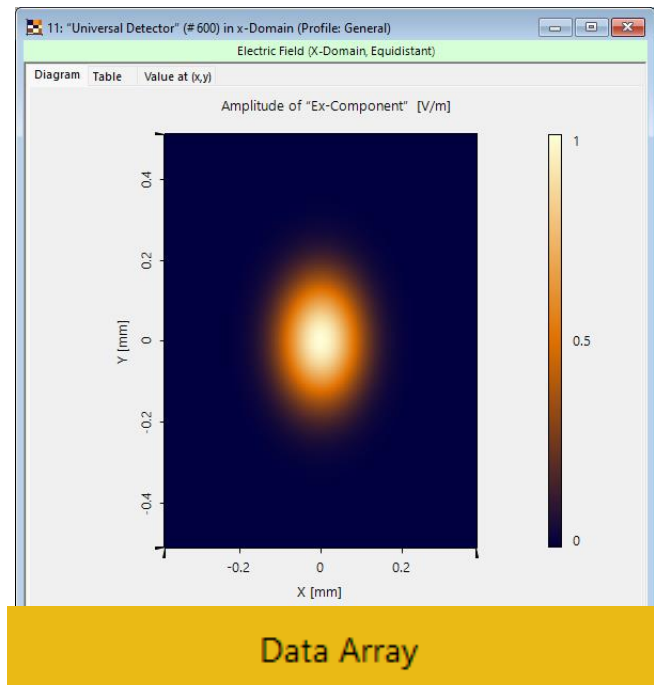 11: "Universal Detector" (# 600) in x-Domain (Profile: General)
Electric Field (X-Domain, Equidistant)
Diagram Table Value at (x,y)
Amplitude of "Ex-Component" [V/m]
1
0.4
0.2
0
0.5
Y [mm]
-0.2
-0.4
0
-0.2 0 0.2
X [mm]
Data Array